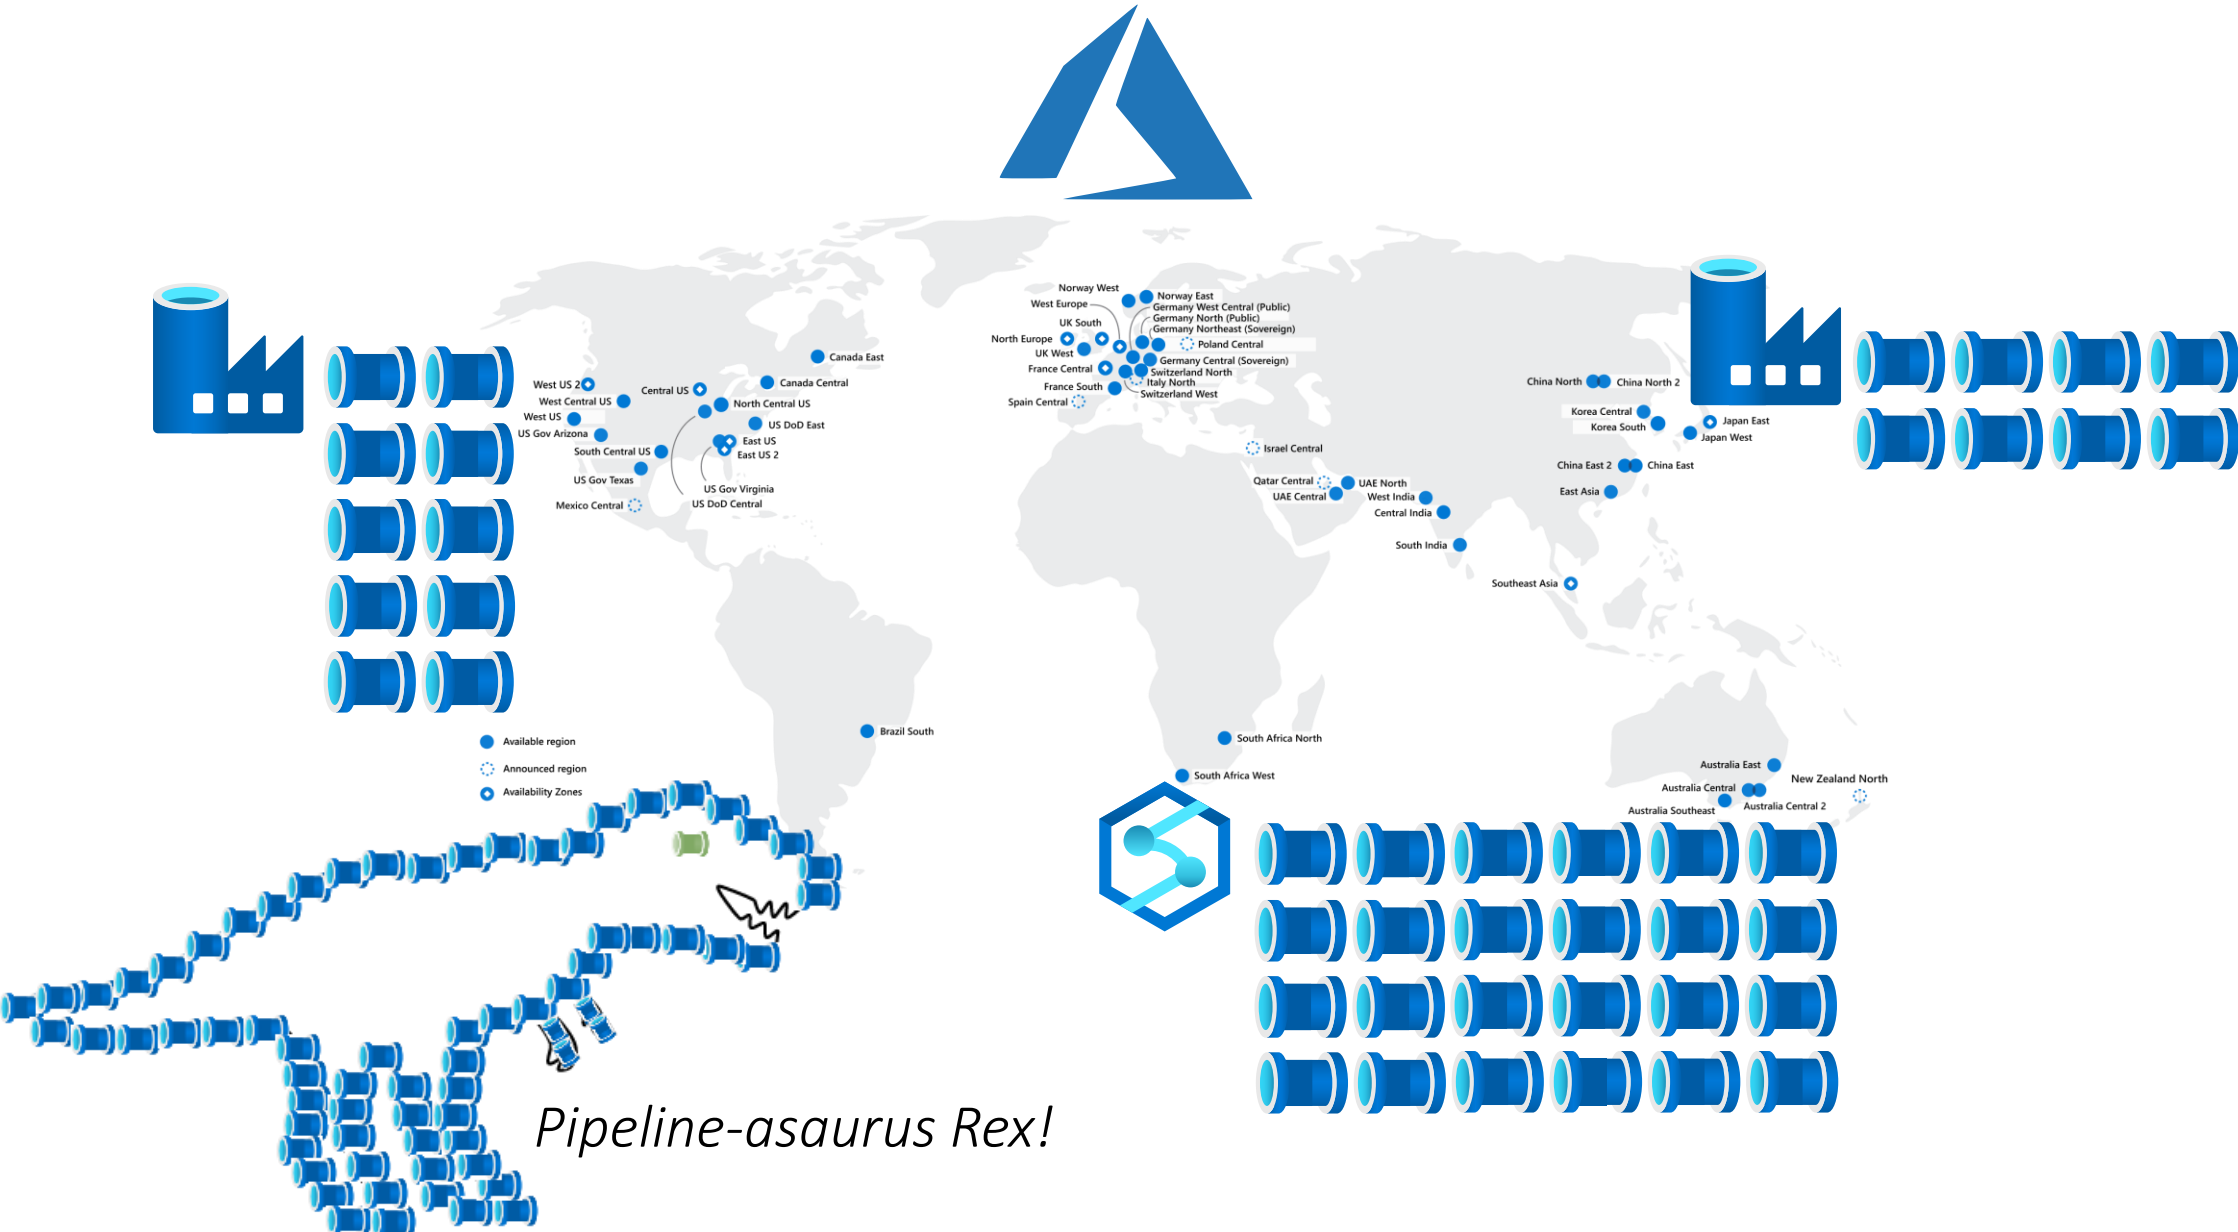 Norway West
Norway East
West Europe
Germany West Central (Public)
Germany North (Public)
UK South
Germany Northeast (Sovereign)
North Europe
Poland Central
UK West
Germany Central (Sovereign)
France Central
Switzerland North
Italy North
France South
Switzerland West
Spain Central
Canada East
Canada Central
West US 2
Central US
West Central US
North Central US
West US
US DoD East
US Gov Arizona
East US
South Central US
East US 2
US Gov Texas
US Gov Virginia
Mexico Central
US DoD Central
China North
China North 2
Korea Central
Korea South
Japan East
Japan West
Israel Central
China East 2
China East
Qatar Central
UAE North
UAE Central
West India
East Asia
Central India
South India
Southeast Asia
Brazil South
South Africa North
South Africa West
Australia East
New Zealand North
Australia Central
Australia Central 2
Australia Southeast
Available region
Announced region
Availability Zones
Pipeline-asaurus Rex!